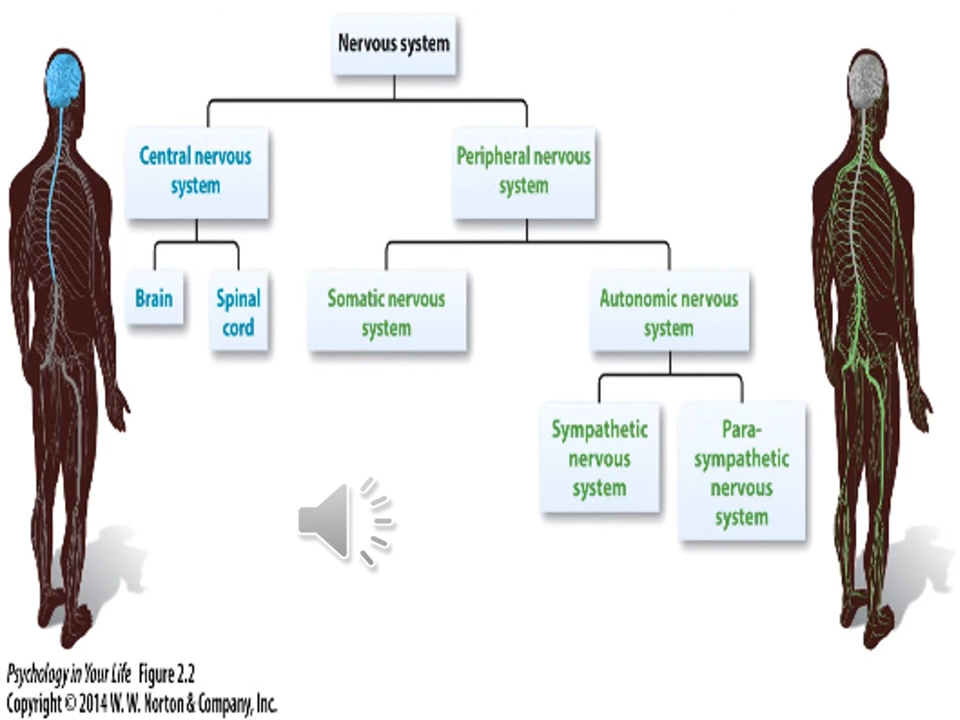 Nervous system
Central nervous
system
Peripheral nervous
system
Brain
Spinal
cord
Somatic nervous
system
Autonomic nervous
system
Sympathetic
nervous
system
Para-
sympathetic
nervous
system
Psychology in Your Life Figure 2.2
Copyright © 2014 W. W. Norton & Company, Inc.